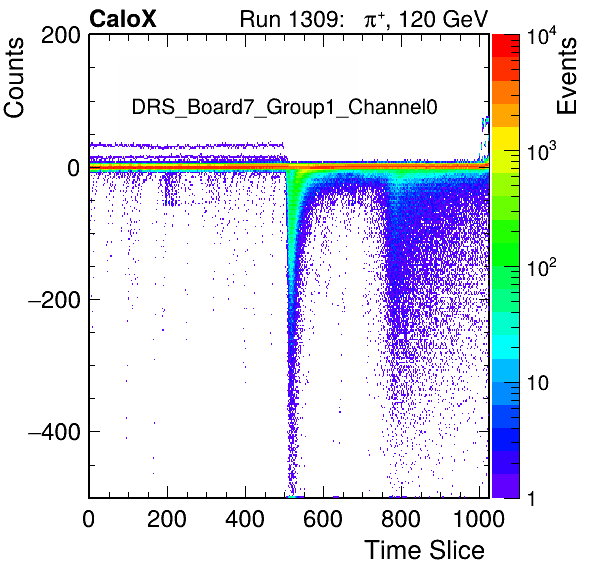 CaloX Run 1309: π⁺, 120 GeV
Counts
Events
DRS_Board7_Group1_Channel0
200
0
−200
−400
0 200 400 600 800 1000
Time Slice
10⁴
10³
10²
10
1